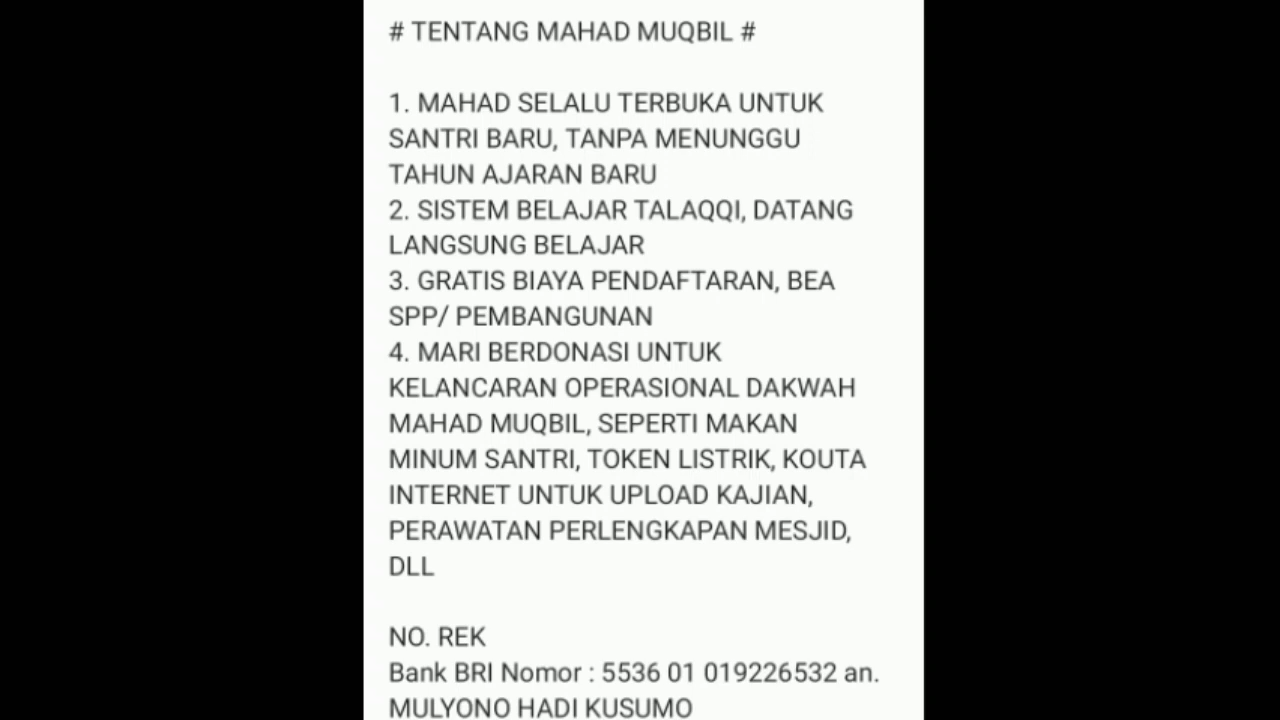 # TENTANG MAHAD MUQBIL #
1. MAHAD SELALU TERBUKA UNTUK
SANTRI BARU, TANPA MENUNGGU
TAHUN AJARAN BARU
2. SISTEM BELAJAR TALAQQI, DATANG
LANGSUNG BELAJAR
3. GRATIS BIAYA PENDAFTARAN, BEA
SPP/ PEMBANGUNAN
4. MARI BERDONASI UNTUK
KELANCARAN OPERASIONAL DAKWAH
MAHAD MUQBIL, SEPERTI MAKAN
MINUM SANTRI, TOKEN LISTRIK, KOUTA
INTERNET UNTUK UPLOAD KAJIAN,
PERAWATAN PERLENGKAPAN MESJID,
DLL
NO. REK
Bank BRI Nomor : 5536 01 019226532 an.
MULYONO HADI KUSUMO